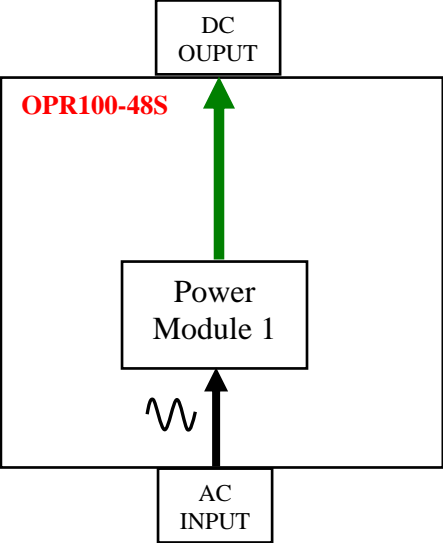 DC
OUPUT
OPR100-48S
Power
Module 1
AC
INPUT